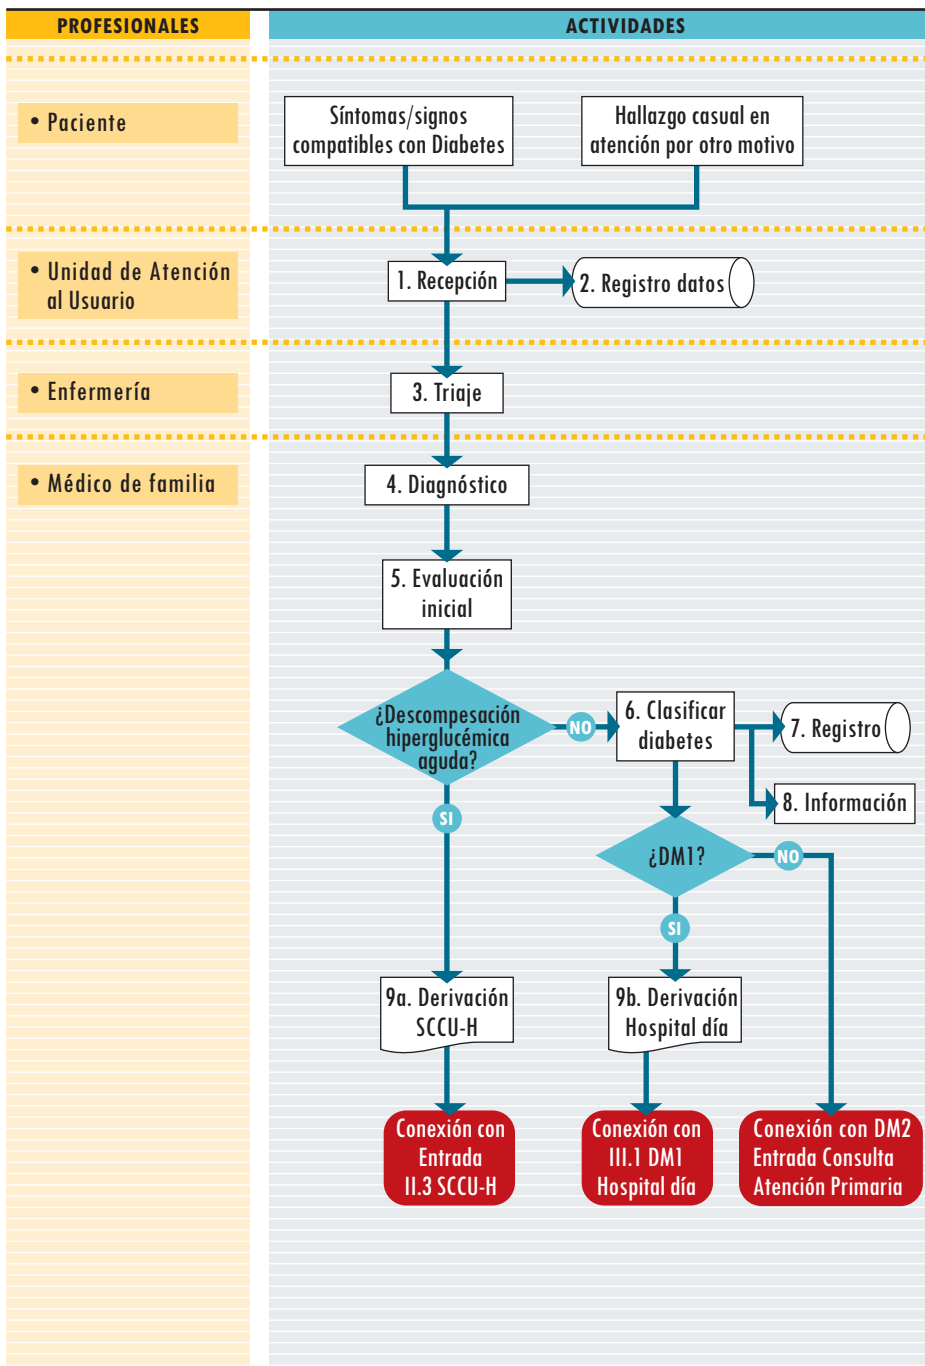 PROFESIONALES
ACTIVIDADES
• Paciente
Síntomas/signos
compatibles con Diabetes
Hallazgo casual en
atención por otro motivo
• Unidad de Atención
al Usuario
1. Recepción
2. Registro datos
• Enfermería
3. Triaje
• Médico de familia
4. Diagnóstico
5. Evaluación
inicial
¿Descompesación
hiperglucémica
aguda?
NO
6. Clasificar
diabetes
7. Registro
8. Información
SI
¿DM1?
NO
SI
9a. Derivación
SCCU-H
9b. Derivación
Hospital día
Conexión con
Entrada
II.3 SCCU-H
Conexión con
III.1 DM1
Hospital día
Conexión con DM2
Entrada Consulta
Atención Primaria